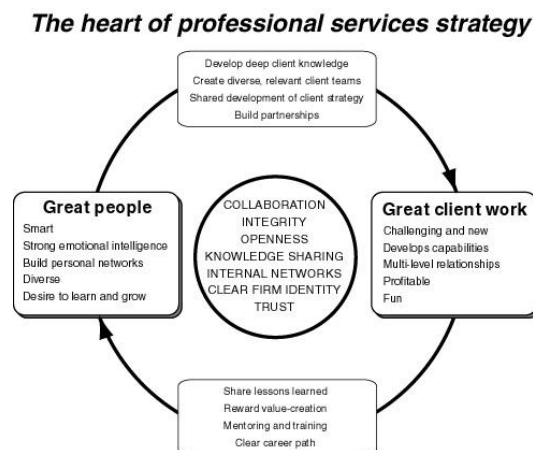 The heart of professional services strategy
Develop deep client knowledge
Create diverse, relevant client teams
Shared development of client strategy
Build partnerships
Great people
Smart
Strong emotional intelligence
Build personal networks
Diverse
Desire to learn and grow
COLLABORATION
INTEGRITY
OPENNESS
KNOWLEDGE SHARING
INTERNAL NETWORKS
CLEAR FIRM IDENTITY
TRUST
Great client work
Challenging and new
Develops capabilities
Multi-level relationships
Profitable
Fun
Share lessons learned
Reward value-creation
Mentoring and training
Clear career path